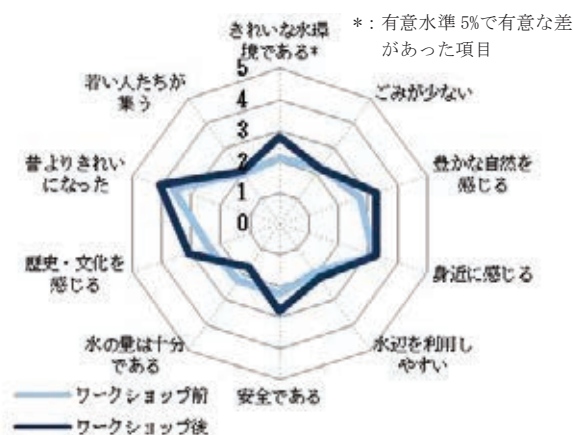 きれいな水環
境である*
*：有意水準5%で有意な差
があった項目
若い人たちが
集う
5
4
3
2
1
0
ごみが少ない
昔よりきれい
になった
豊かな自然を
感じる
歴史・文化を
感じる
身近に感じる
水の量は十分
である
水辺を利用し
やすい
安全である
ワークショップ前
ワークショップ後